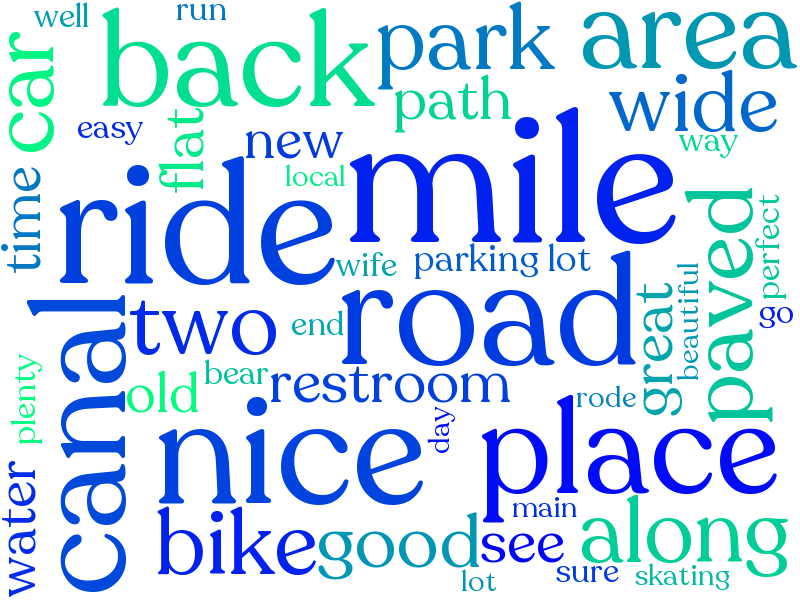 well
run
back
park
area
car
path
wide
easy
flat
new
mile
way
local
time
ride
wife
parking lot
paved
perfect
canal
two
end
road
great
beautiful
go
plenty
old
bear
restroom
rode
nice
day
place
water
bike
good
see
main
along
lot
sure
skating